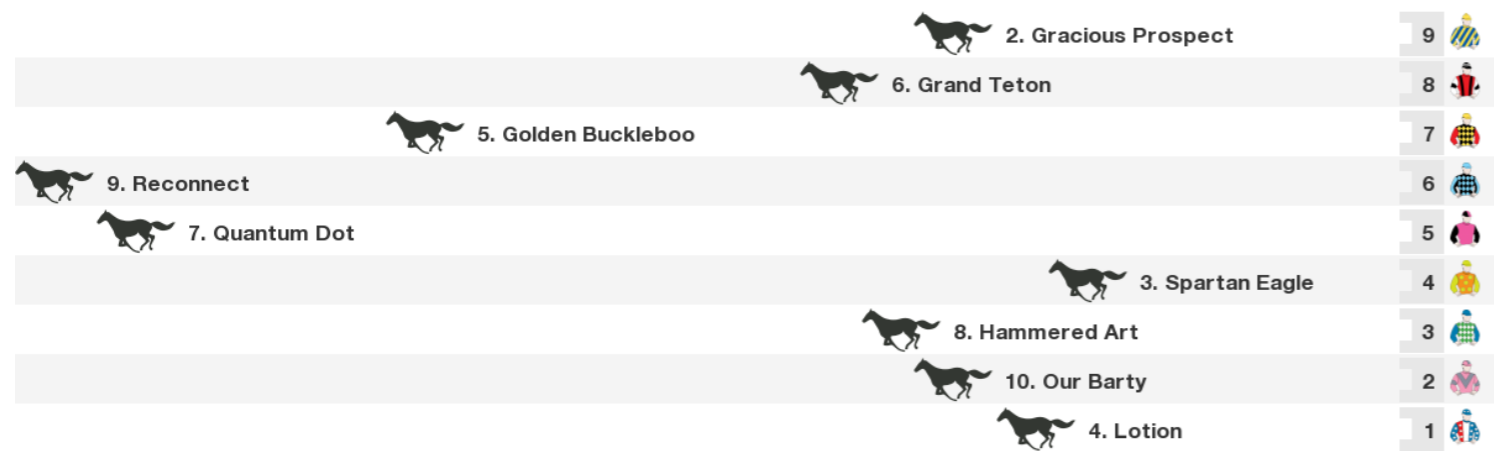 2. Gracious Prospect 9
6. Grand Teton 8
5. Golden Buckleboo 7
9. Reconnect 6
7. Quantum Dot 5
3. Spartan Eagle 4
8. Hammered Art 3
10. Our Barty 2
4. Lotion 1